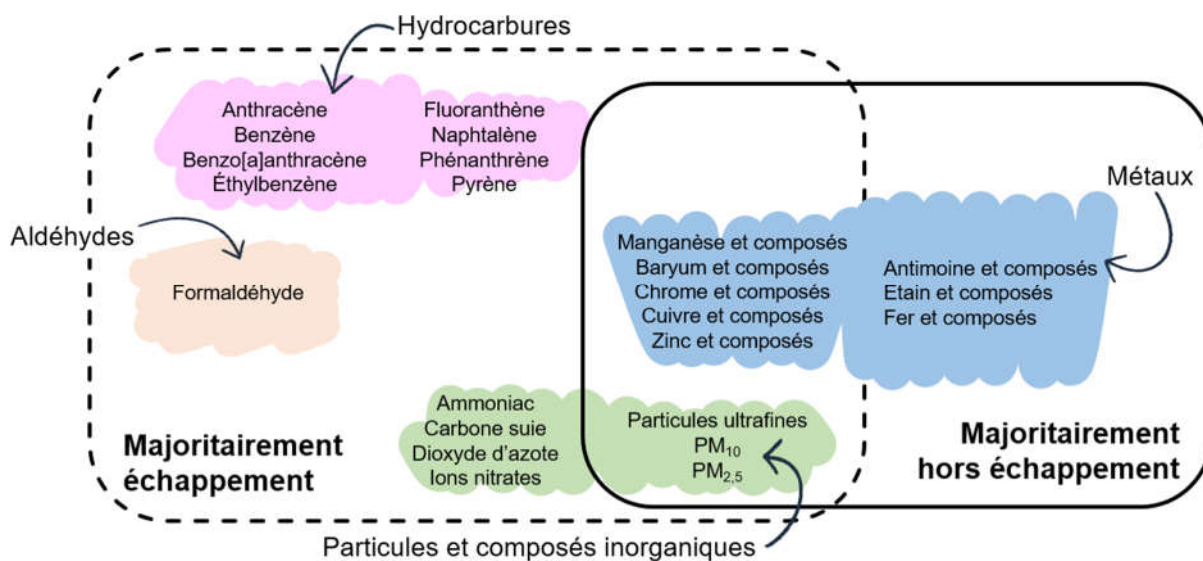 Hydrocarbures
Anthracène
Benzène
Benzo[a]anthracène
Éthylbenzène
Fluoranthène
Naphtalène
Phénanthrène
Pyrène
Métaux
Aldéhydes
Formaldéhyde
Manganèse et composés
Baryum et composés
Chrome et composés
Cuivre et composés
Zinc et composés
Antimoine et composés
Etain et composés
Fer et composés
Ammoniac
Carbone suie
Dioxyde d'azote
Ions nitrates
Particules ultrafines
PM10
PM2,5
Majoritairement
échappement
Majoritairement
hors échappement
Particules et composés inorganiques